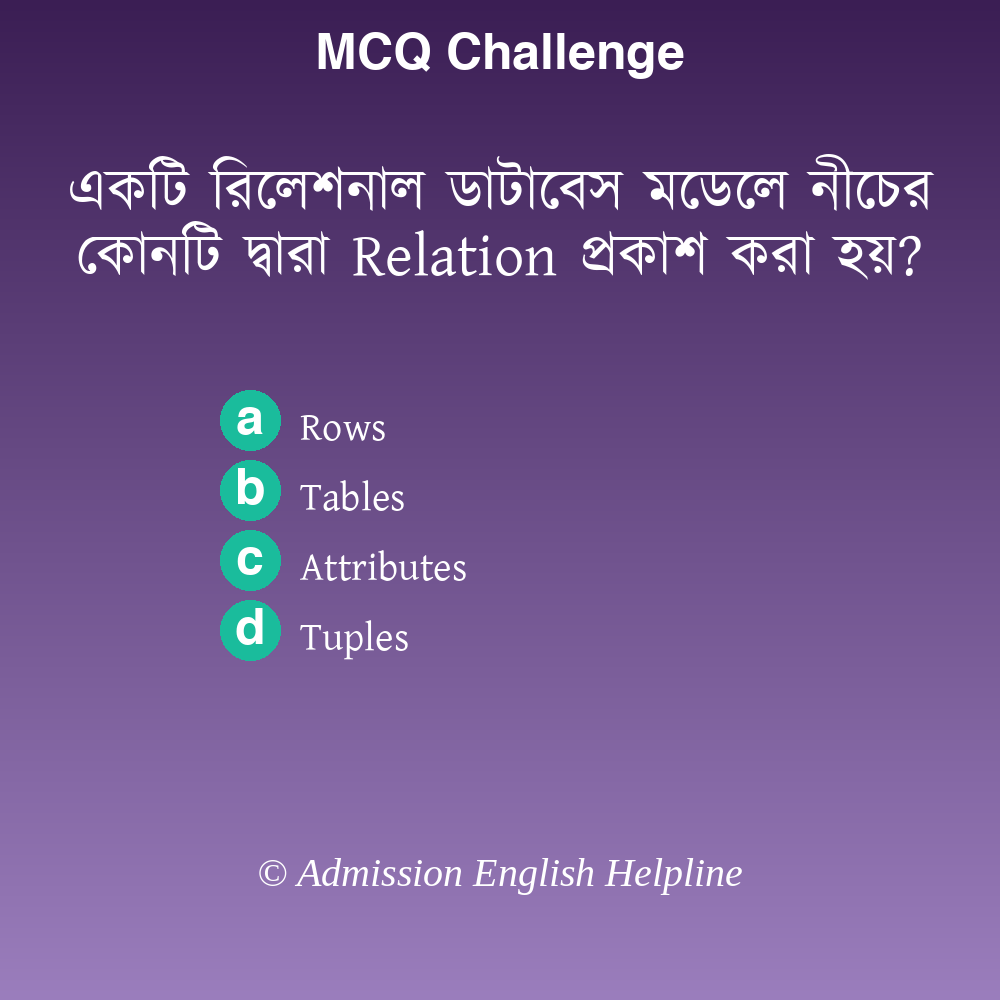 MCQ Challenge
একটি রিলেশনাল ডাটাবেস মডেলে নীচের
কোনটি দ্বারা Relation প্রকাশ করা হয়?
a Rows
b Tables
c Attributes
d Tuples
© Admission English Helpline